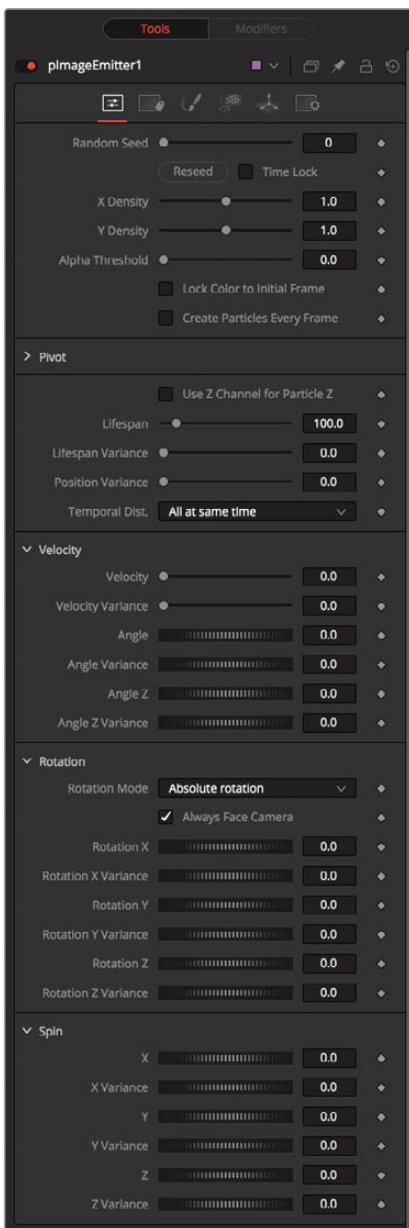 Tools Modifiers
pImageEmitter1
Random Seed 0
Reseed Time Lock
X Density 1.0
Y Density 1.0
Alpha Threshold 0.0
Lock Color to Initial Frame
Create Particles Every Frame
Pivot
Use Z Channel for Particle Z
Lifespan 100.0
Lifespan Variance 0.0
Position Variance 0.0
Temporal Dist. All at same time
Velocity
Velocity 0.0
Velocity Variance 0.0
Angle 0.0
Angle Variance 0.0
Angle Z 0.0
Angle Z Variance 0.0
Rotation
Rotation Mode Absolute rotation
Always Face Camera
Rotation X 0.0
Rotation X Variance 0.0
Rotation Y 0.0
Rotation Y Variance 0.0
Rotation Z 0.0
Rotation Z Variance 0.0
Spin
X 0.0
X Variance 0.0
Y 0.0
Y Variance 0.0
Z 0.0
Z Variance 0.0